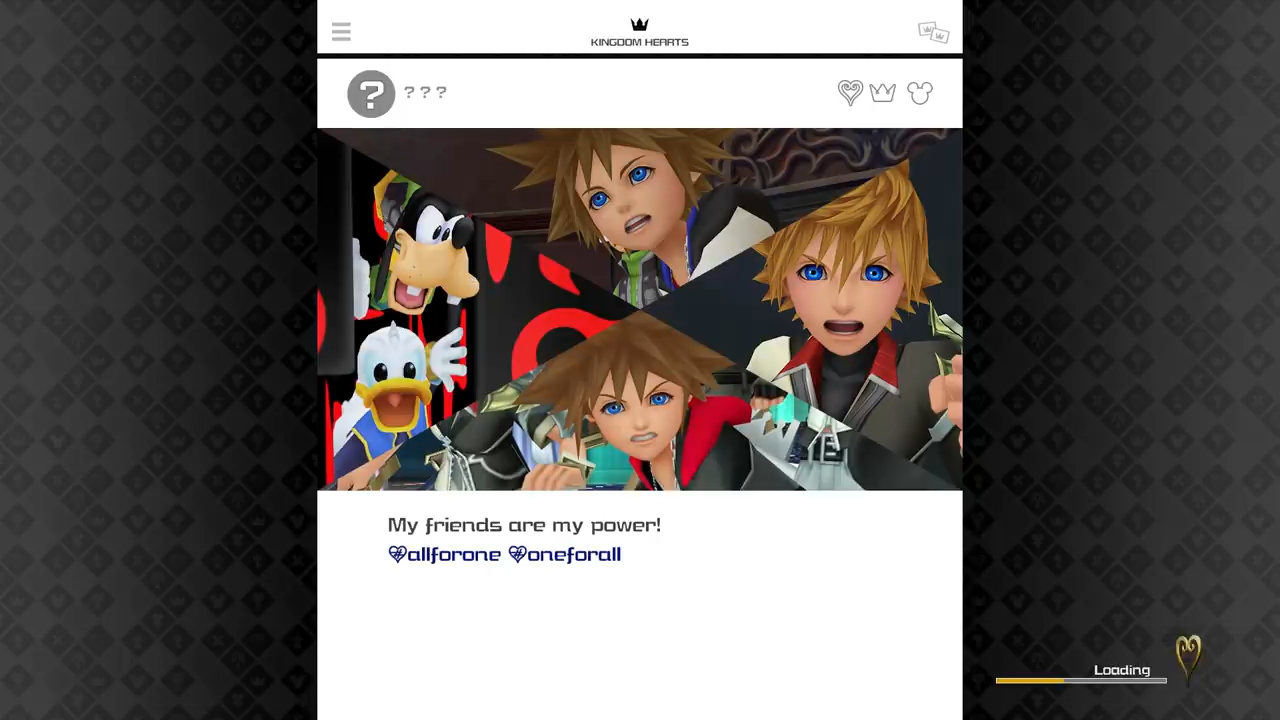 KINGDOM HEARTS
? ???
My friends are my power!
#allforone #oneforall
Loading